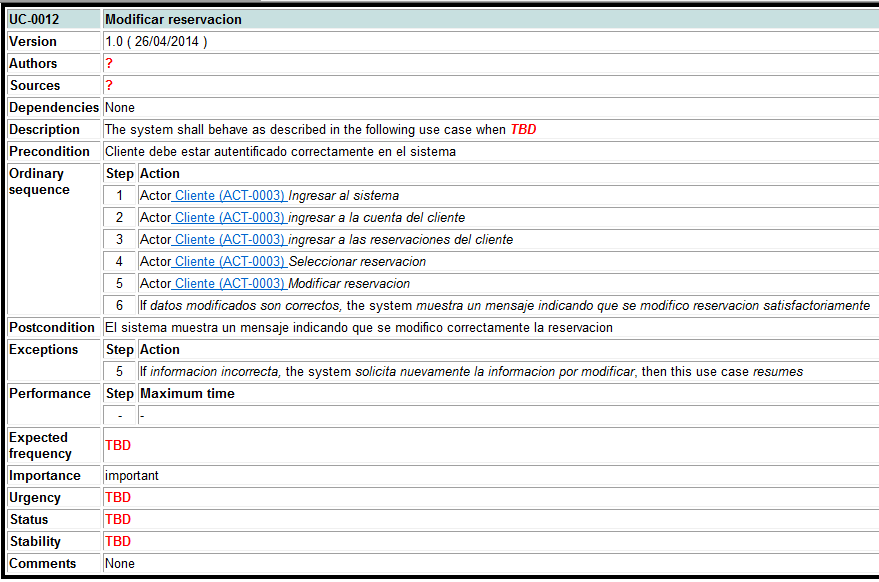 UC-0012 Modificar reservacion
Version 1.0 ( 26/04/2014 )
Authors ?
Sources ?
Dependencies None
Description The system shall behave as described in the following use case when TBD
Precondition Cliente debe estar autentificado correctamente en el sistema
Ordinary sequence Step Action
1 Actor Cliente (ACT-0003) Ingresar al sistema
2 Actor Cliente (ACT-0003) ingresar a la cuenta del cliente
3 Actor Cliente (ACT-0003) ingresar a las reservaciones del cliente
4 Actor Cliente (ACT-0003) Seleccionar reservacion
5 Actor Cliente (ACT-0003) Modificar reservacion
6 If datos modificados son correctos, the system muestra un mensaje indicando que se modifico reservacion satisfactoriamente
Postcondition El sistema muestra un mensaje indicando que se modifico correctamente la reservacion
Exceptions Step Action
5 If informacion incorrecta, the system solicita nuevamente la informacion por modificar, then this use case resumes
Performance Step Maximum time
- -
Expected frequency TBD
Importance important
Urgency TBD
Status TBD
Stability TBD
Comments None